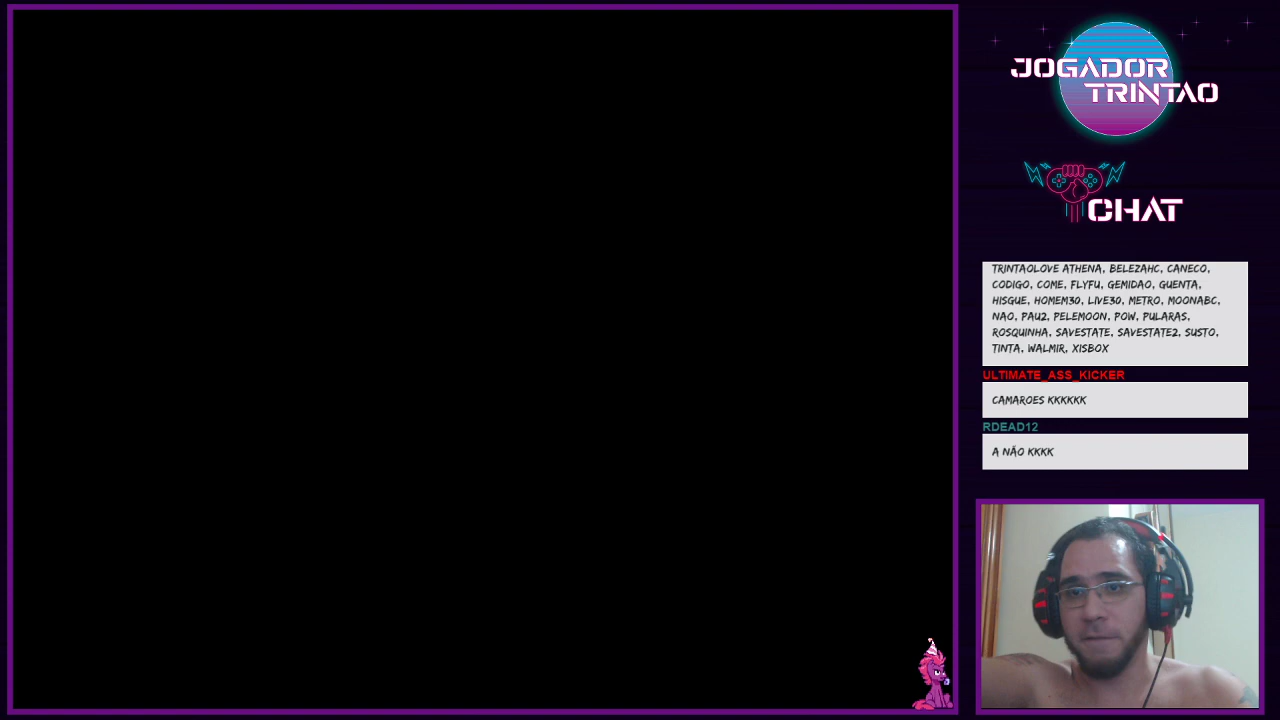 JOGADOR
TRINTAO
CHAT
TRINTAOLOVE ATHENA, BELEZAHC, CANECO,
CODIGO, COME, FLYFU, GEMIDAO, GUENTA,
HISGUE, HOMEM30, LIVE30, METRO, MOONABC,
NAO, PAU2, PELEMOON, POW, PULARAS,
ROSQUINHA, SAVESTATE, SAVESTATE2, SUSTO,
TINTA, WALMIR, XISBOX
ULTIMATE_ASS_KICKER
CAMAROES KKKKKK
RDEAD12
A NÃO KKKK